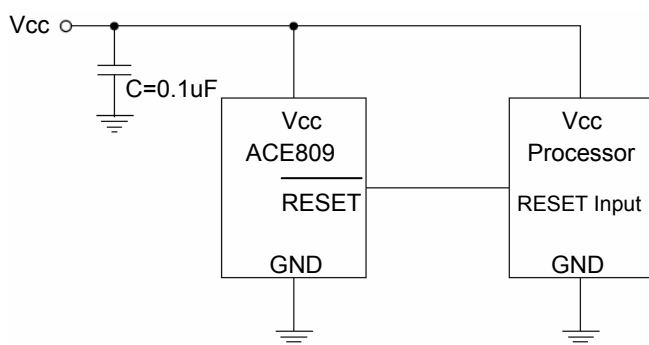 Vcc
C=0.1uF
Vcc
ACE809
RESET
GND
Vcc
Processor
RESET Input
GND